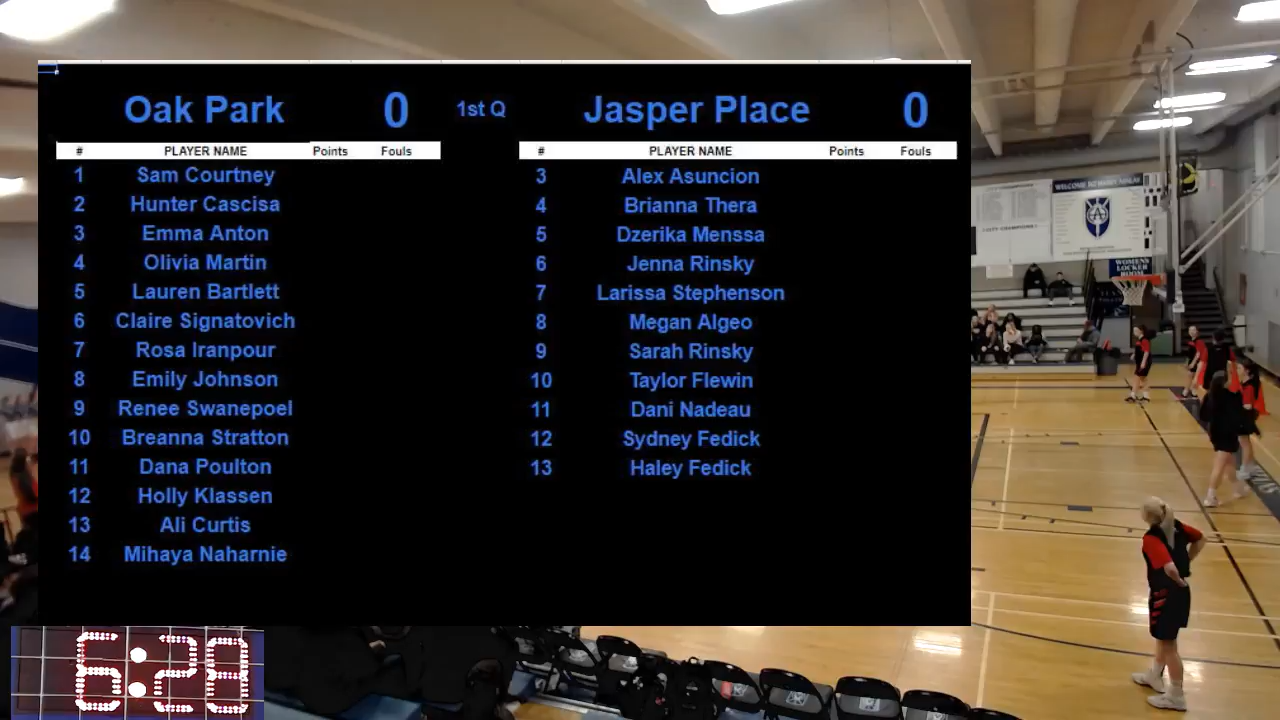 Oak Park 0 1st Q Jasper Place 0
# PLAYER NAME Points Fouls # PLAYER NAME Points Fouls
1 Sam Courtney 3 Alex Asuncion
2 Hunter Cascisa 4 Brianna Thera
3 Emma Anton 5 Dzerika Menssa
4 Olivia Martin 6 Jenna Rinsky
5 Lauren Bartlett 7 Larissa Stephenson
6 Claire Signatovich 8 Megan Algeo
7 Rosa Iranpour 9 Sarah Rinsky
8 Emily Johnson 10 Taylor Flewin
9 Renee Swanepoel 11 Dani Nadeau
10 Breanna Stratton 12 Sydney Fedick
11 Dana Poulton 13 Haley Fedick
12 Holly Klassen
13 Ali Curtis
14 Mihaya Naharnie
WOMEN'S
LOCKER
ROOM
6:28